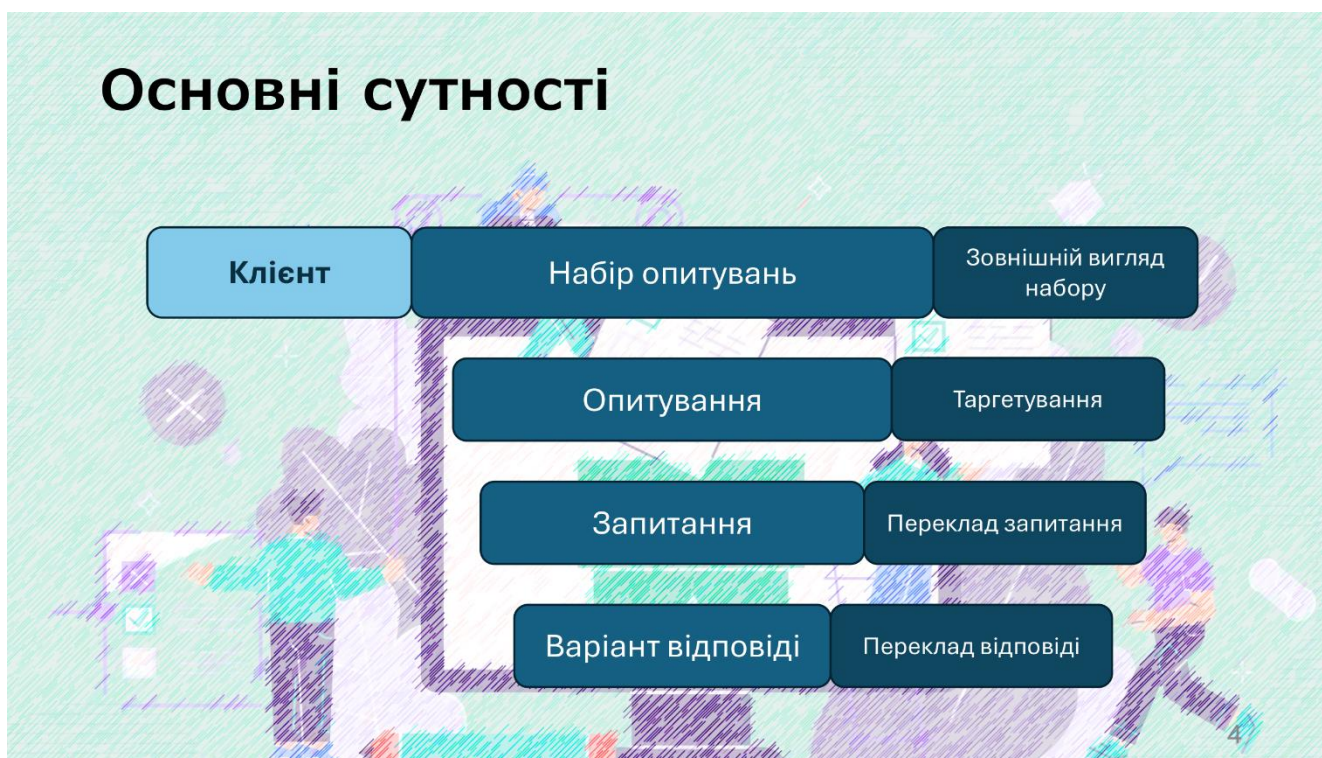 Основні сутності
Клієнт
Набір опитувань
Зовнішній вигляд
набору
Опитування
Таргетування
Запитання
Переклад запитання
Варіант відповіді
Переклад відповіді
4